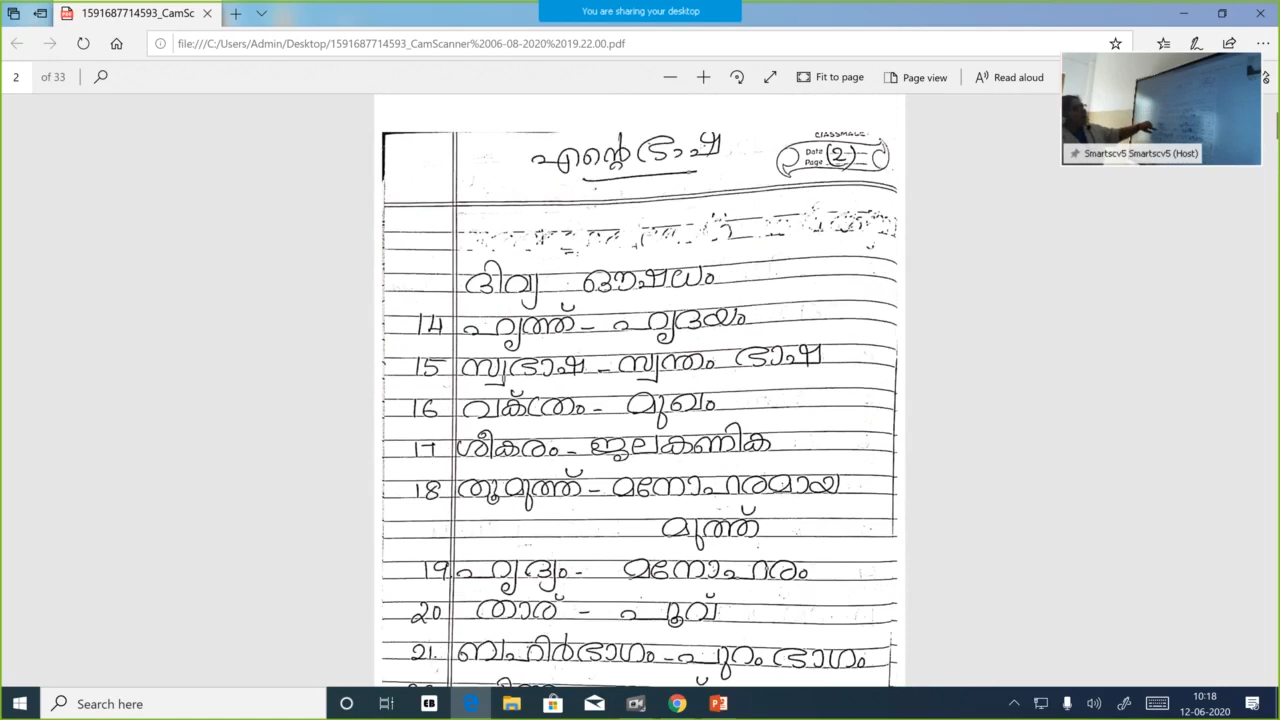 You are sharing your desktop
1591687714593_CamSc
file:///C:/Users/Admin/Desktop/1591687714593_CamScanner%2006-08-2020%2019.22.00.pdf
2 of 33
Fit to page
Page view
Read aloud
Smartscv5 Smartscv5 (Host)
എന്റെ ഭാഷ
CLASSMATE
Date
Page (2)
ദിവ്യ ഔഷധം
14 ഹൃത്ത് - ഹൃദയം
15 സ്വഭാഷ - സ്വന്തം ഭാഷ
16 വക്ത്രം - മുഖം
17 ശീകരം - ജലകണിക
18 തൂമുത്ത് - മനോഹരമായ
മുത്ത്
19 ഹൃദ്യം - മനോഹരം
20 താര് - പൂവ്
21. ബഹിർഭാഗം - പുറം ഭാഗം
Search here
10:18
12-06-2020